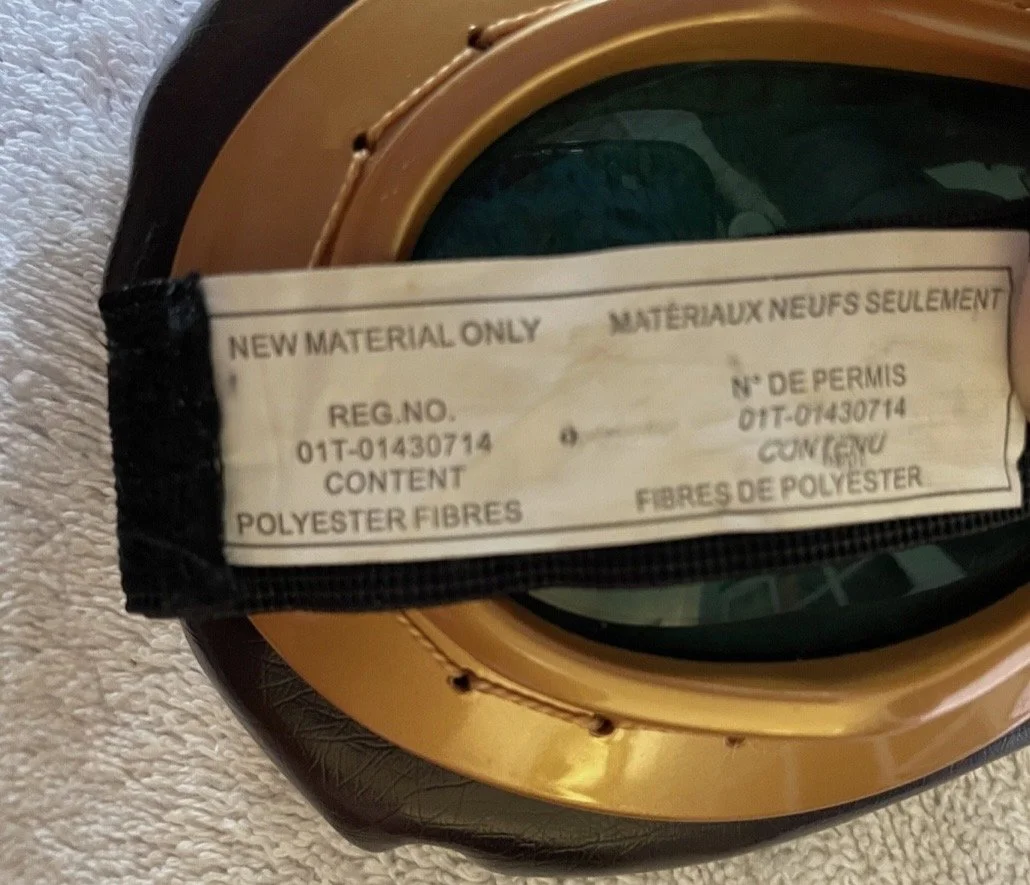 NEW MATERIAL ONLY
REG.NO.
01T-01430714
CONTENT
POLYESTER FIBRES
MATÉRIAUX NEUFS SEULEMENT
N° DE PERMIS
01T-01430714
CONTENU
FIBRES DE POLYESTER